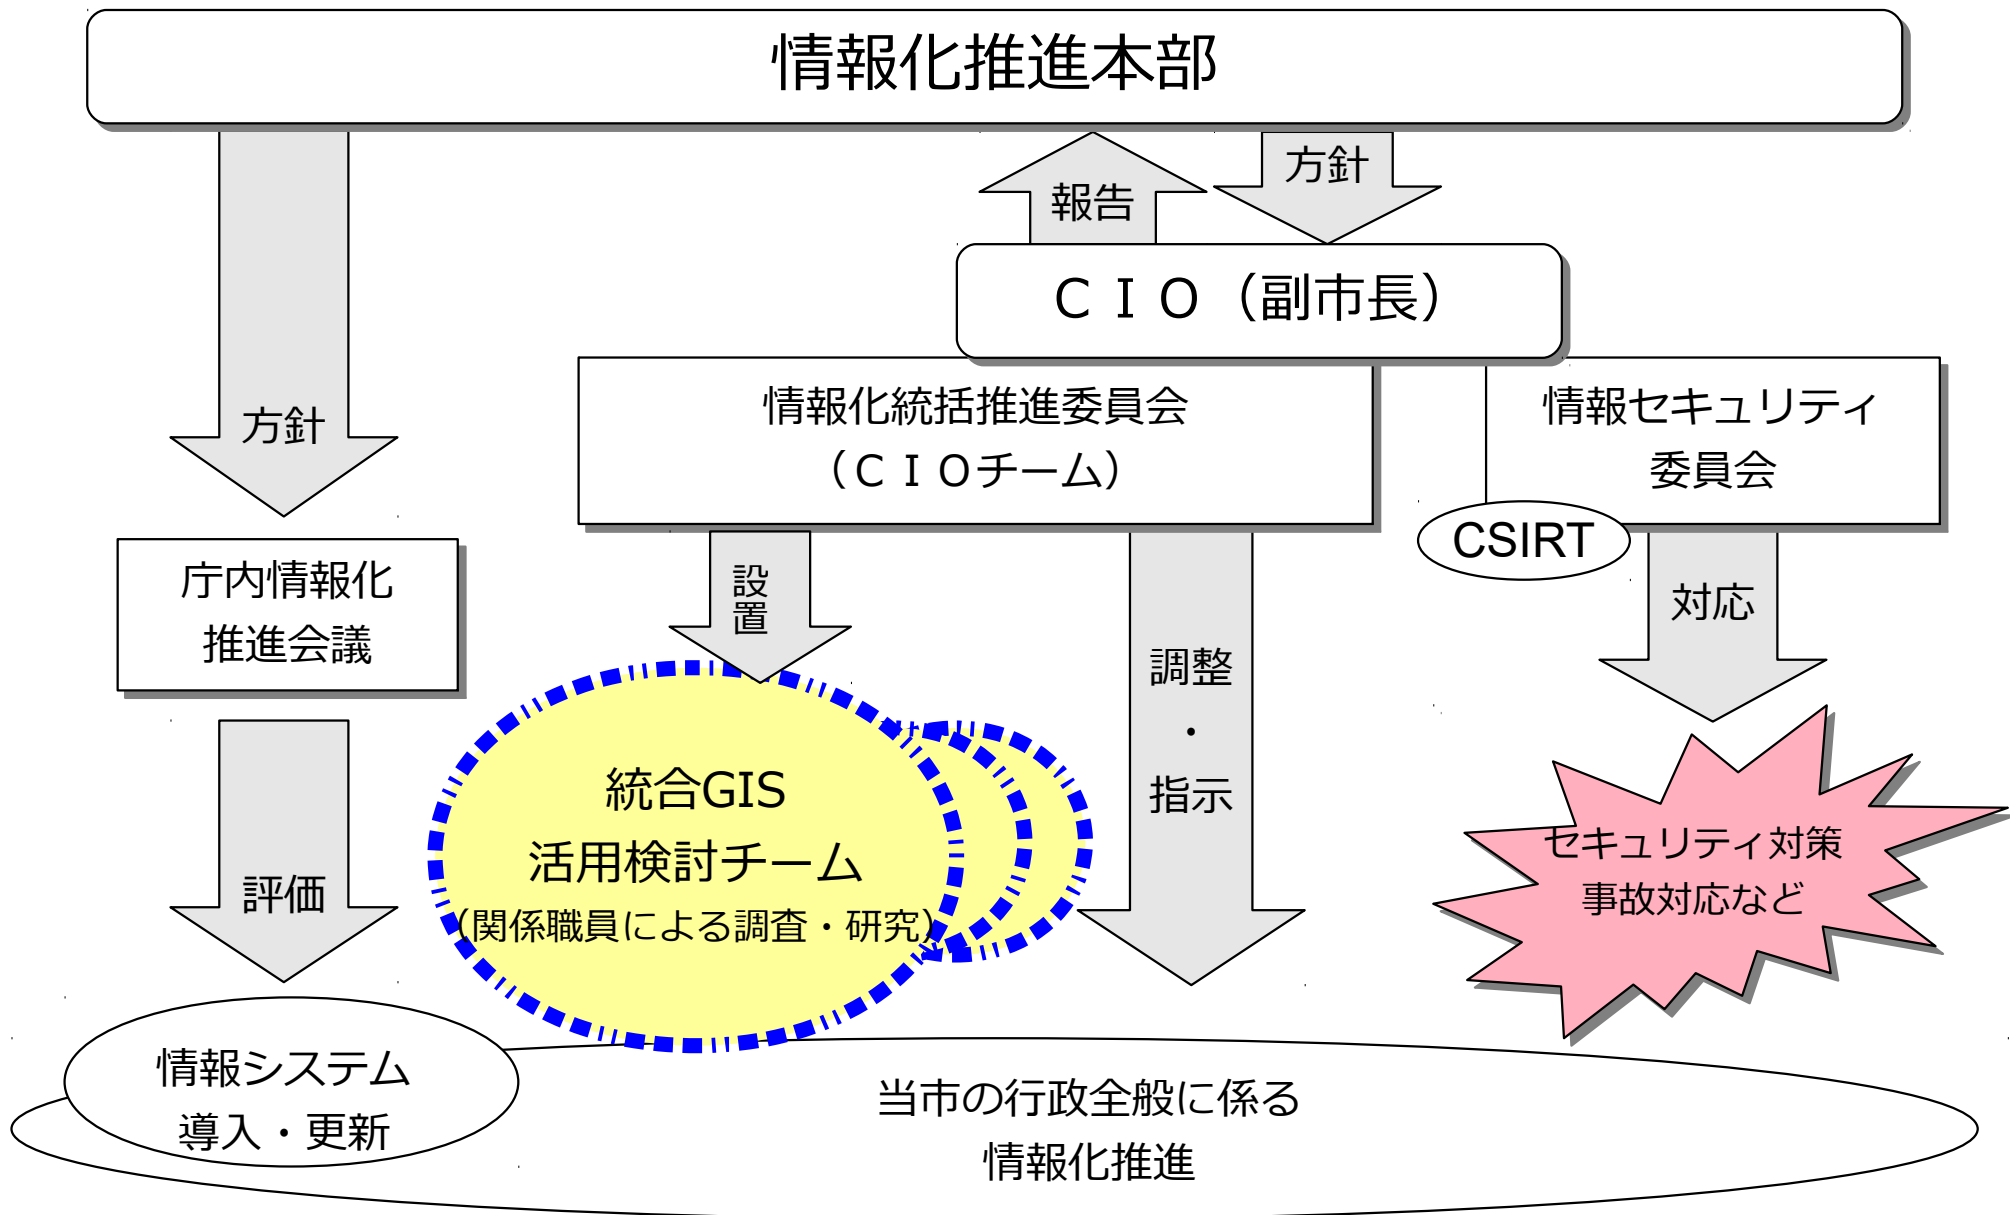 情報化推進本部
報告
方針
ＣＩＯ（副市長）
方針
情報化統括推進委員会
（ＣＩＯチーム）
情報セキュリティ
委員会
CSIRT
庁内情報化
推進会議
設置
対応
調整
・
指示
統合GIS
活用検討チーム
（関係職員による調査・研究）
セキュリティ対策
事故対応など
評価
情報システム
導入・更新
当市の行政全般に係る
情報化推進